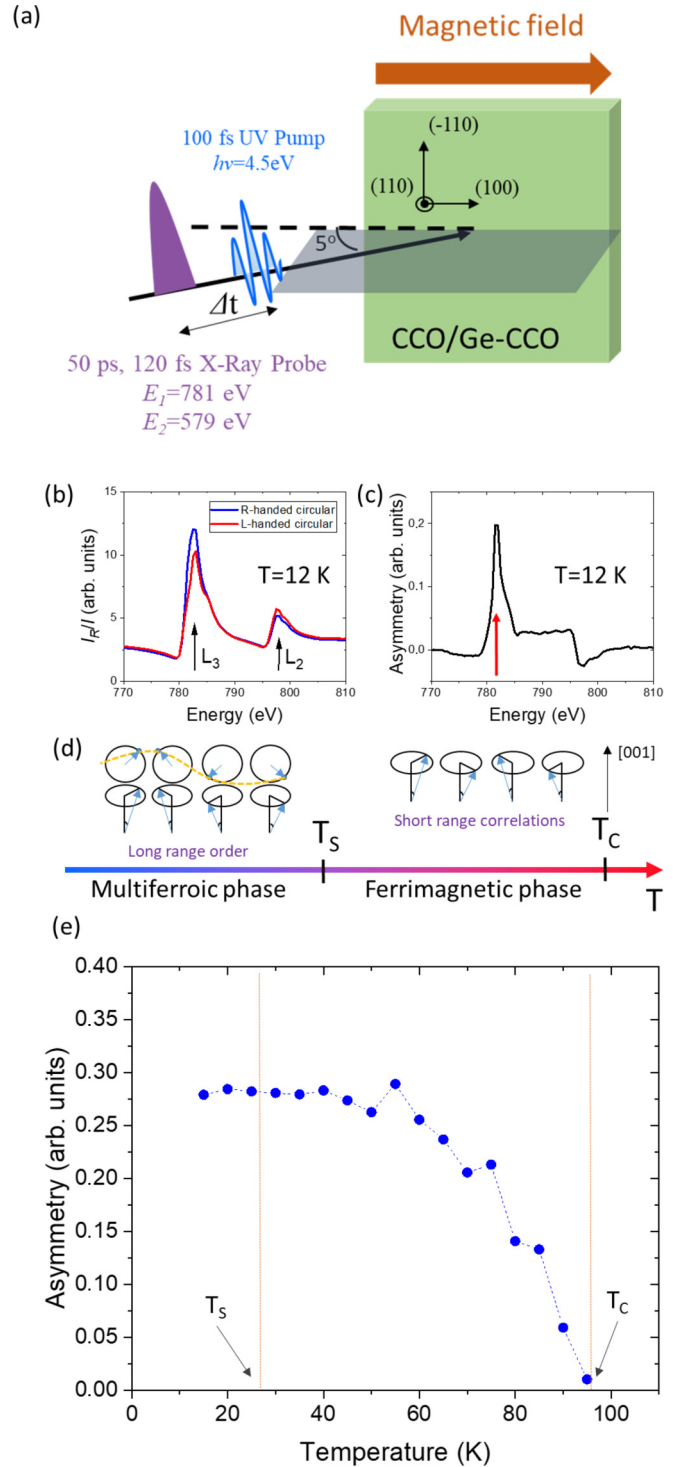 (a)
Magnetic field
100 fs UV Pump
hν=4.5eV
(-110)
(110)
(100)
5°
Δt
CCO/Ge-CCO
50 ps, 120 fs X-Ray Probe
E1=781 eV
E2=579 eV
(b)
(c)
I_R/I (arb. units)
15
10
5
0
R-handed circular
L-handed circular
T=12 K
L3
L2
770 780 790 800 810
Energy (eV)
Asymmetry (arb. units)
0,2
0,1
0,0
T=12 K
770 780 790 800 810
Energy (eV)
(d)
[001]
Short range correlations
Long range order
TS
TC
Multiferroic phase
Ferrimagnetic phase
T
(e)
Asymmetry (arb. units)
0.40
0.35
0.30
0.25
0.20
0.15
0.10
0.05
0.00
TS
TC
0 20 40 60 80 100
Temperature (K)